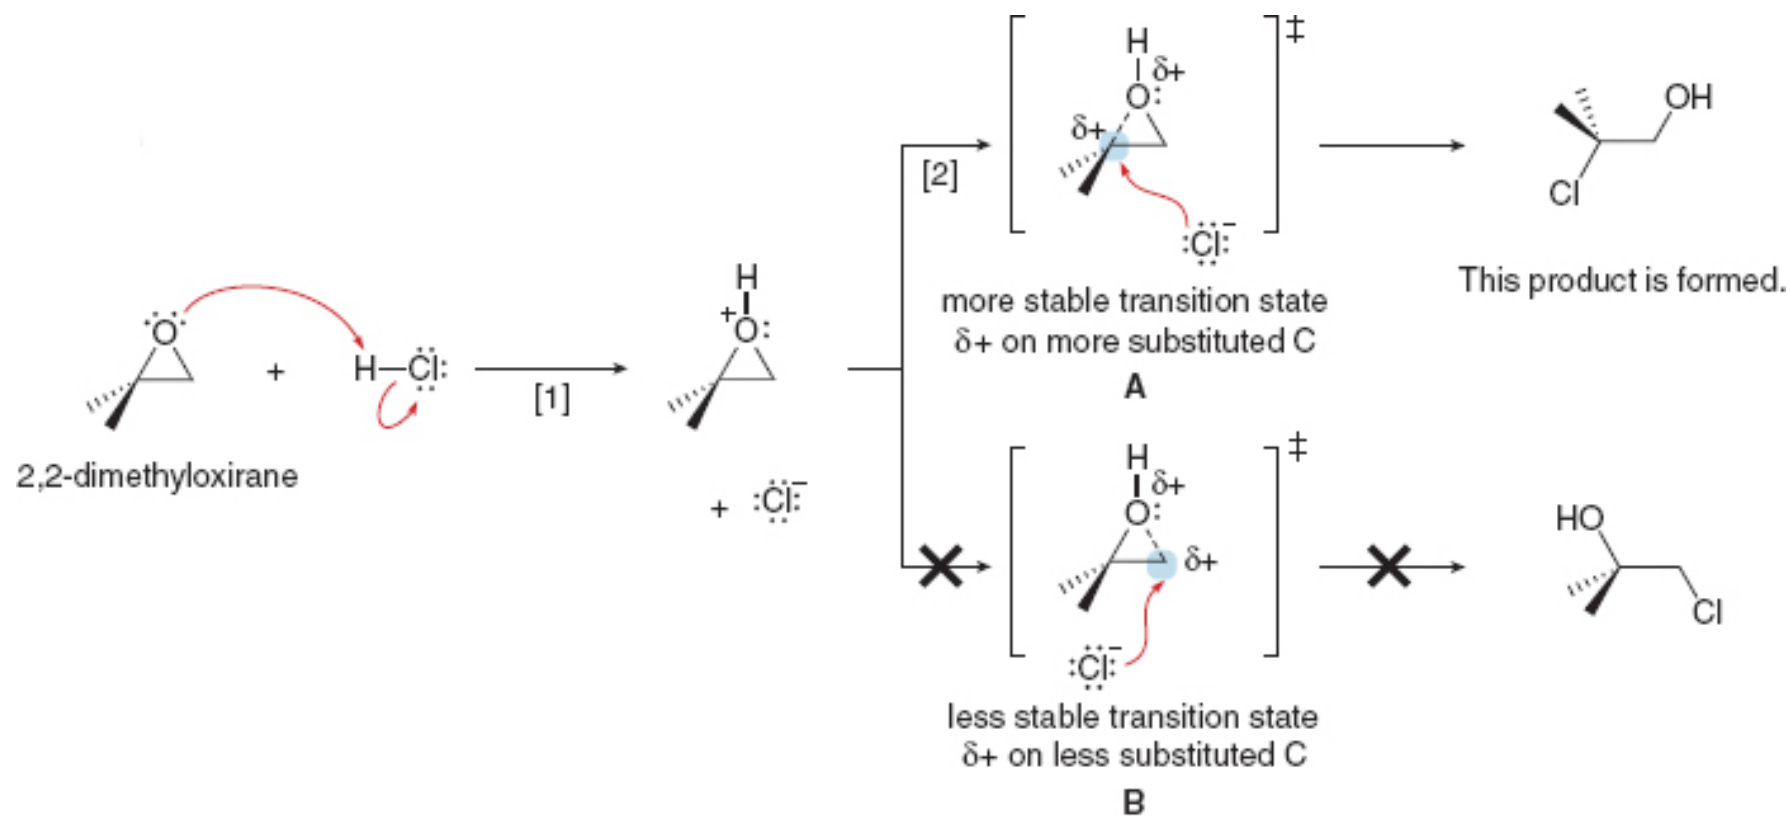 H
δ+
O:
δ+
[2]
:Cl:−
‡
OH
Cl
more stable transition state
δ+ on more substituted C
A
This product is formed.
O
+
H–Cl:
[1]
H
+
O:
2,2-dimethyloxirane
+ :Cl:−
H
δ+
O:
δ+
:Cl:−
‡
HO
Cl
less stable transition state
δ+ on less substituted C
B